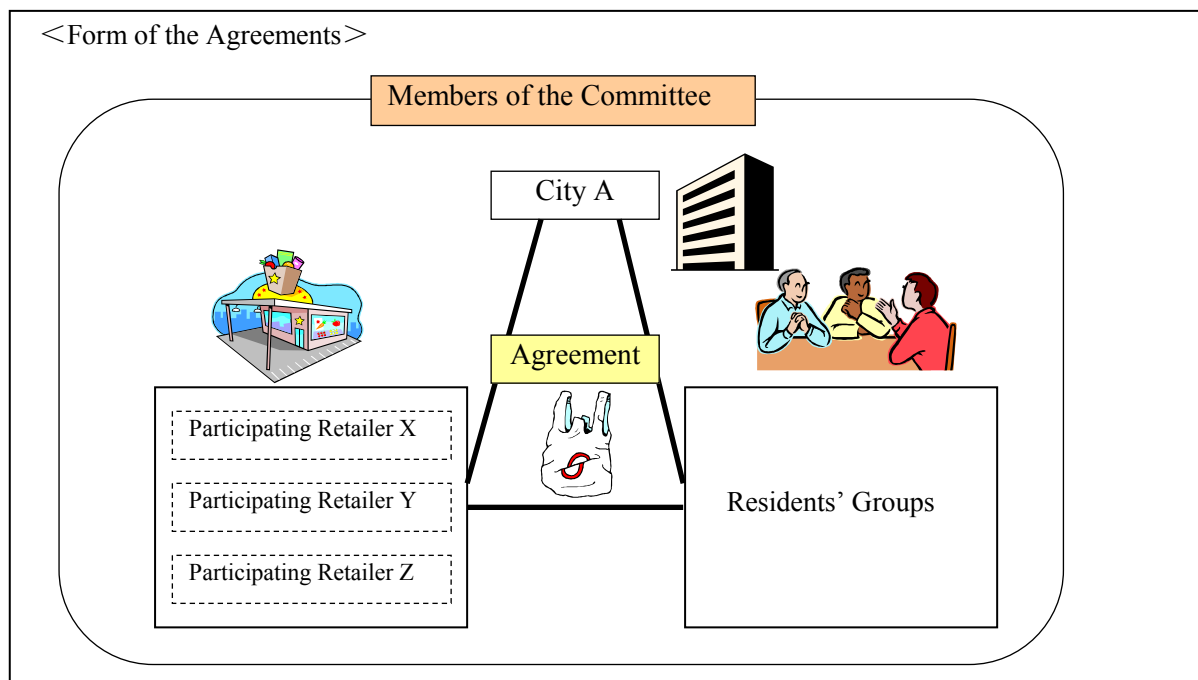 ＜Form of the Agreements＞
Members of the Committee
City A
Agreement
Participating Retailer X
Participating Retailer Y
Participating Retailer Z
Residents’ Groups